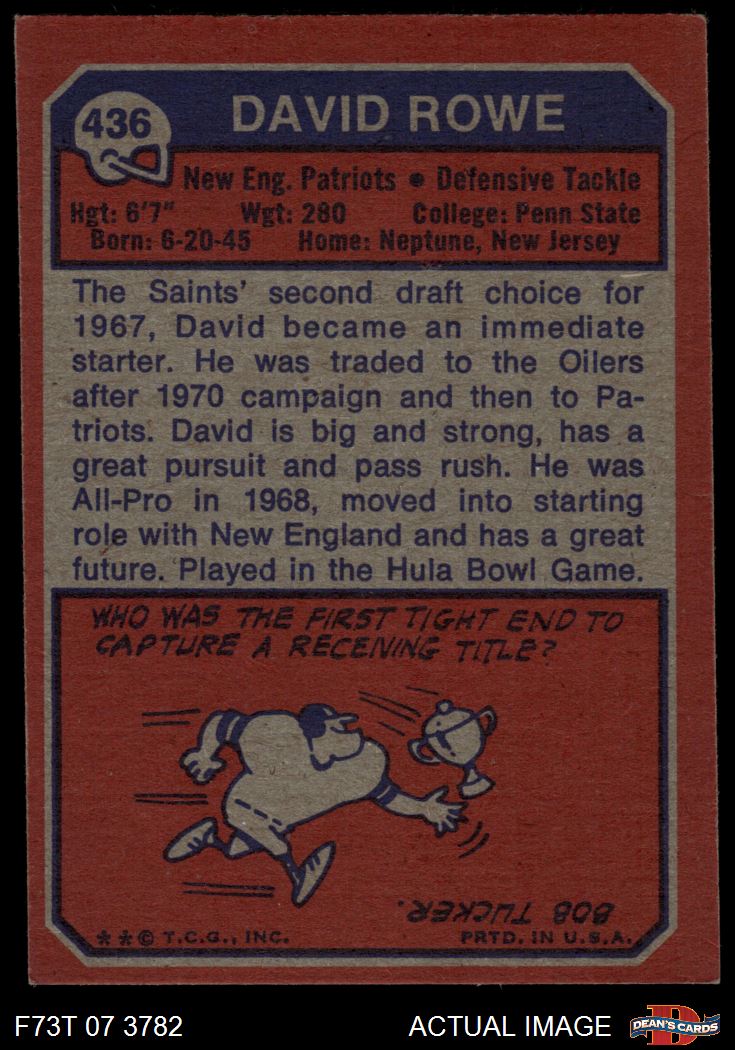 436
DAVID ROWE
New Eng. Patriots • Defensive Tackle
Hgt: 6'7" Wgt: 280 College: Penn State
Born: 6-20-45 Home: Neptune, New Jersey
The Saints' second draft choice for
1967, David became an immediate
starter. He was traded to the Oilers
after 1970 campaign and then to Pa-
triots. David is big and strong, has a
great pursuit and pass rush. He was
All-Pro in 1968, moved into starting
role with New England and has a great
future. Played in the Hula Bowl Game.
WHO WAS THE FIRST TIGHT END TO
CAPTURE A RECEIVING TITLE?
BOB TUCKER.
**© T.C.G., INC. PRTD. IN U.S.A.
F73T 07 3782 ACTUAL IMAGE DEAN'S CARDS